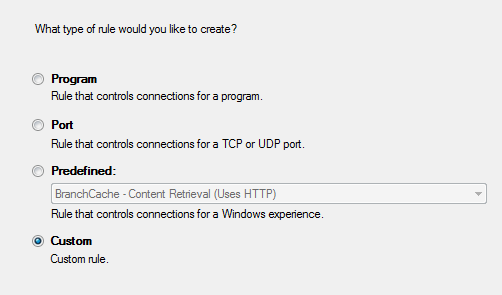 What type of rule would you like to create?
Program
Rule that controls connections for a program.
Port
Rule that controls connections for a TCP or UDP port.
Predefined:
BranchCache - Content Retrieval (Uses HTTP)
Rule that controls connections for a Windows experience.
Custom
Custom rule.